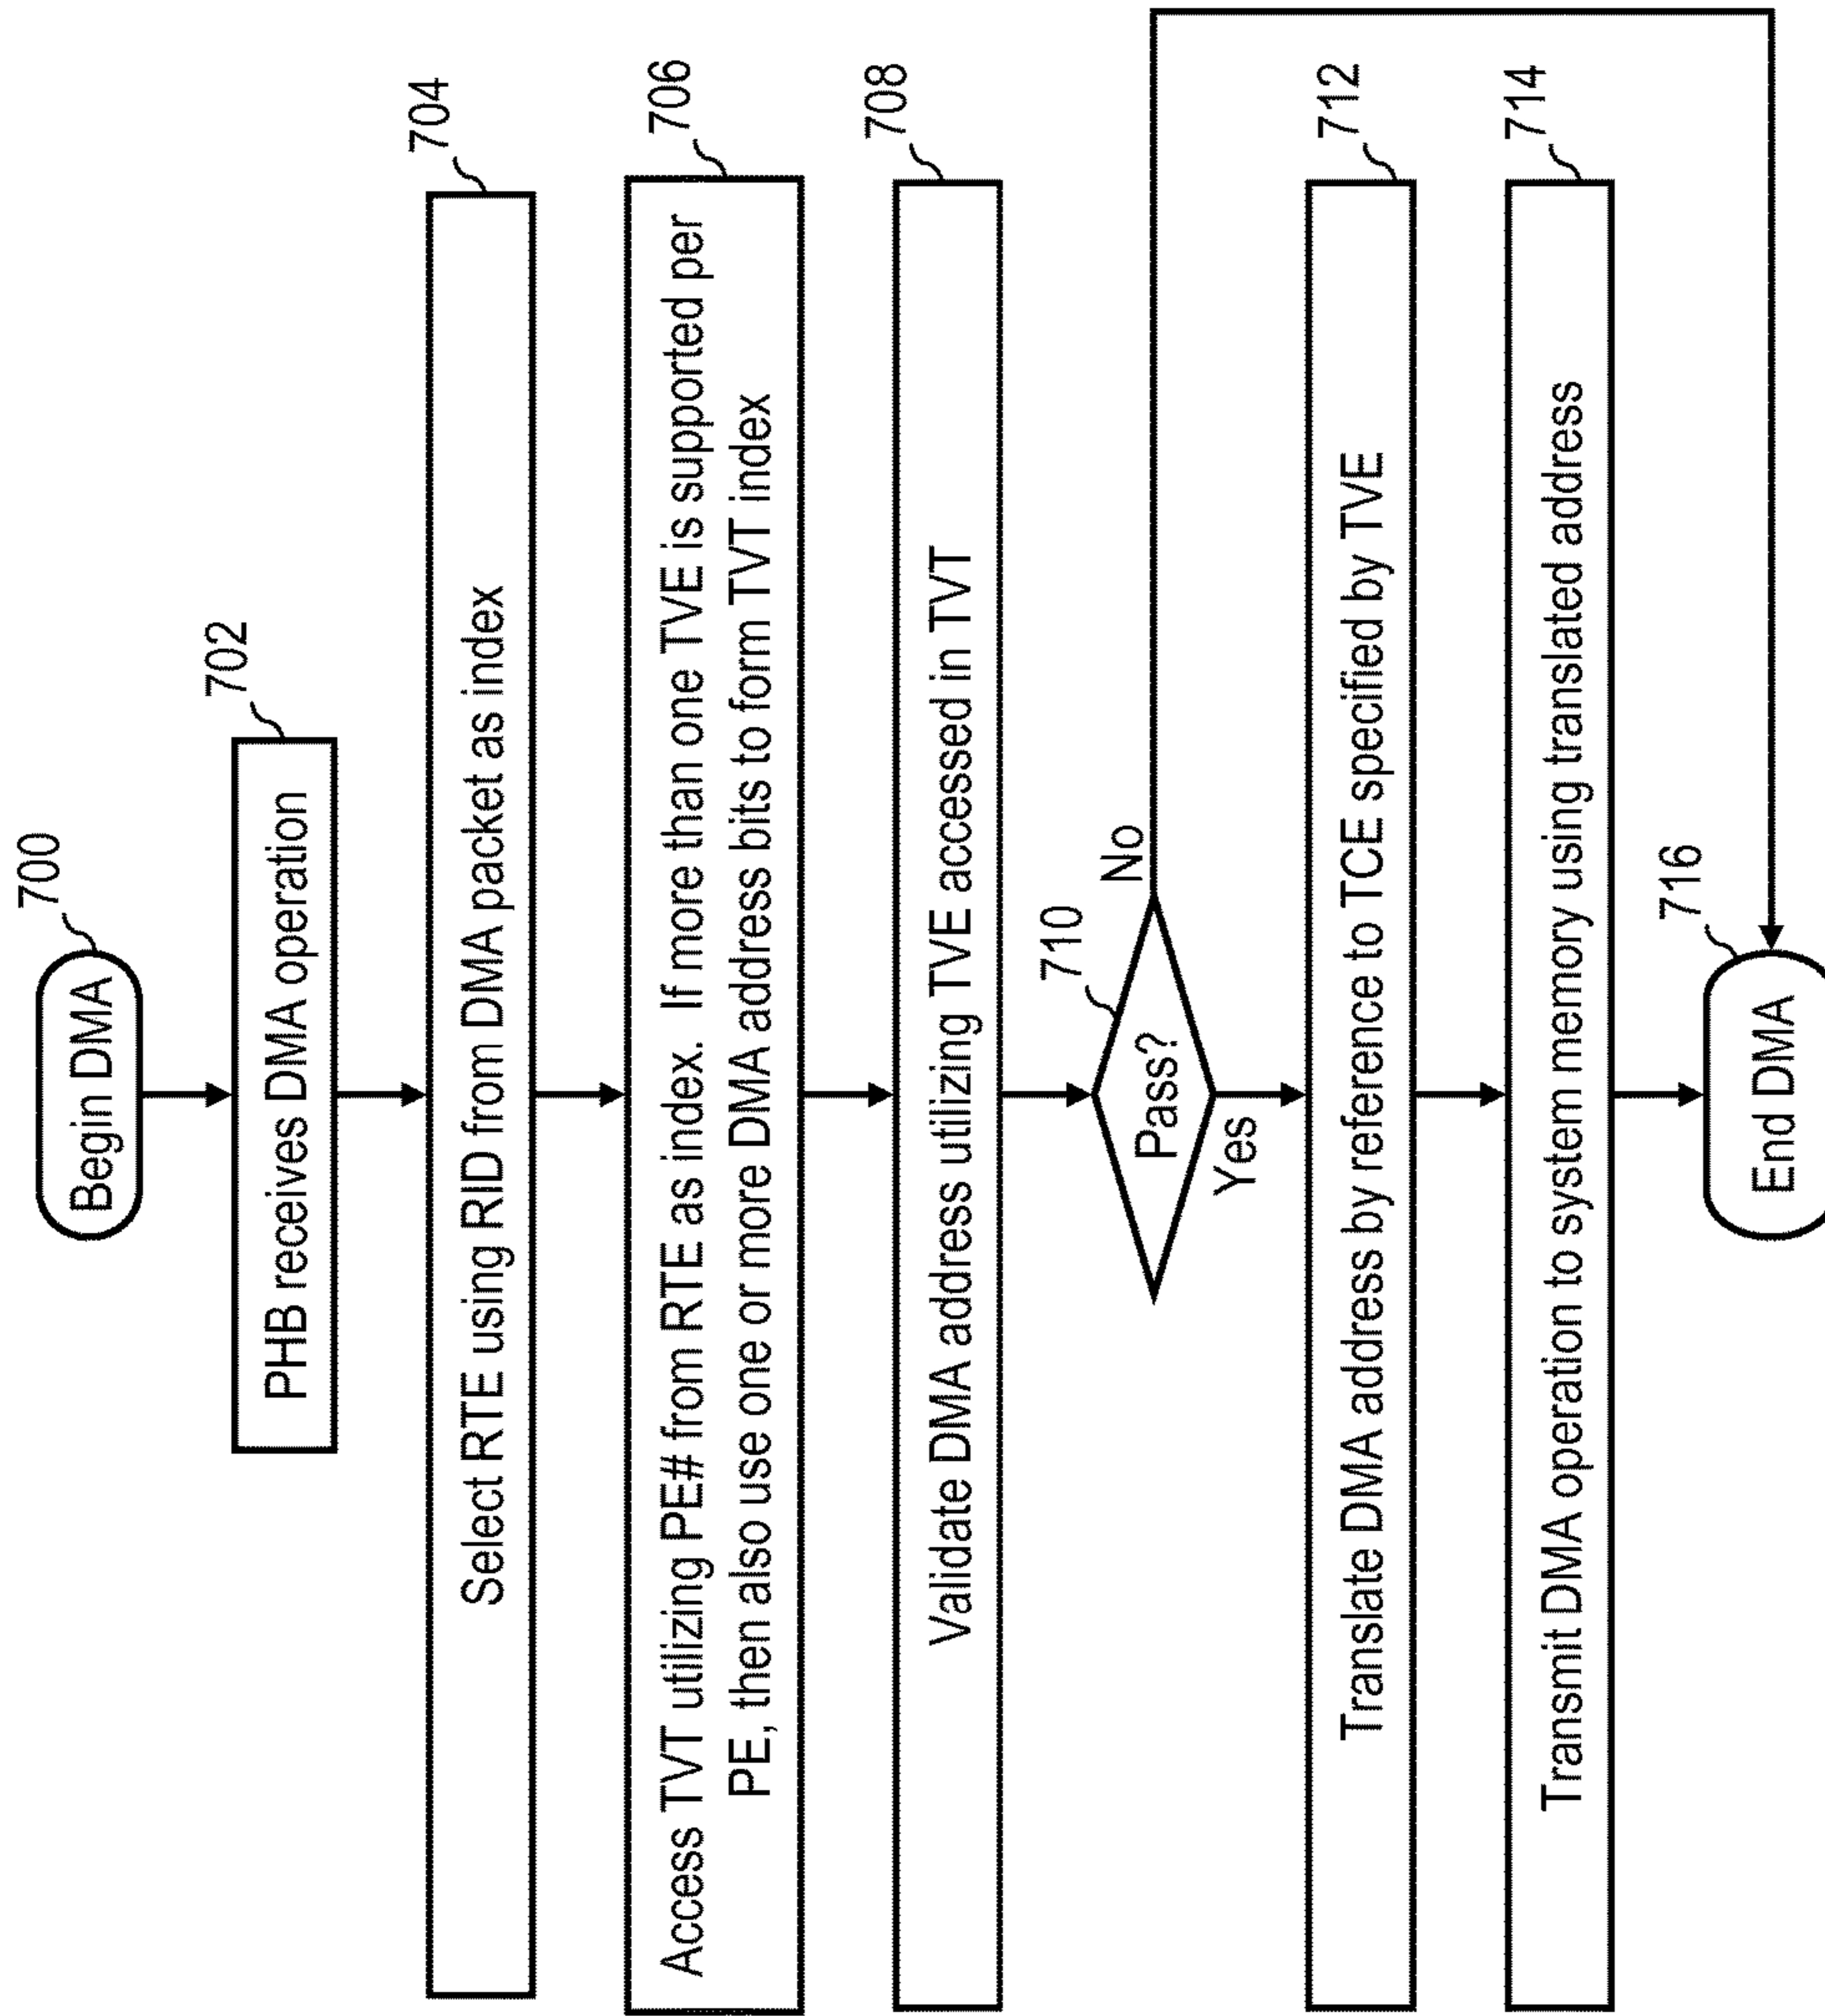 Begin DMA
700
PHB receives DMA operation
702
Select RTE using RID from DMA packet as index
704
Access TVT utilizing PE# from RTE as index.  If more than one TVE is supported per
PE, then also use one or more DMA address bits to form TVT index
706
Validate DMA address utilizing TVE accessed in TVT
708
Pass?
710
No
Yes
Translate DMA address by reference to TCE specified by TVE
712
Transmit DMA operation to system memory using translated address
714
End DMA
716